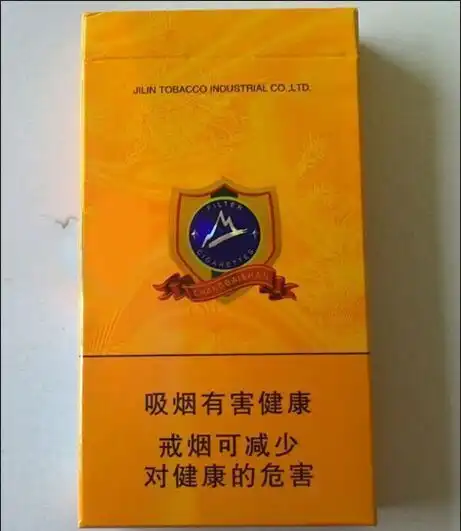 JILIN TOBACCO INDUSTRIAL CO.,LTD.
FILTER
CIGARETTES
CHANGBAISHAN
吸烟有害健康
戒烟可减少
对健康的危害